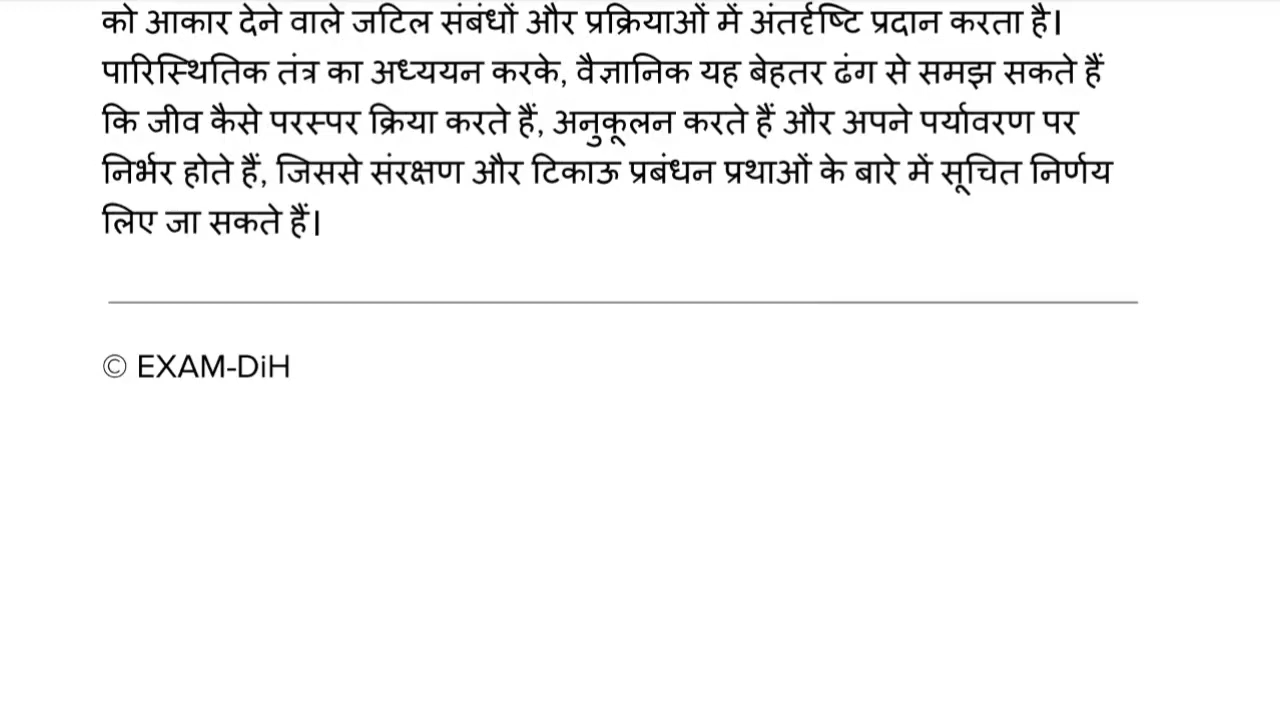 को आकार देने वाले जटिल संबंधों और प्रक्रियाओं में अंतर्दृष्टि प्रदान करता है।
पारिस्थितिक तंत्र का अध्ययन करके, वैज्ञानिक यह बेहतर ढंग से समझ सकते हैं
कि जीव कैसे परस्पर क्रिया करते हैं, अनुकूलन करते हैं और अपने पर्यावरण पर
निर्भर होते हैं, जिससे संरक्षण और टिकाऊ प्रबंधन प्रथाओं के बारे में सूचित निर्णय
लिए जा सकते हैं।
© EXAM-DiH